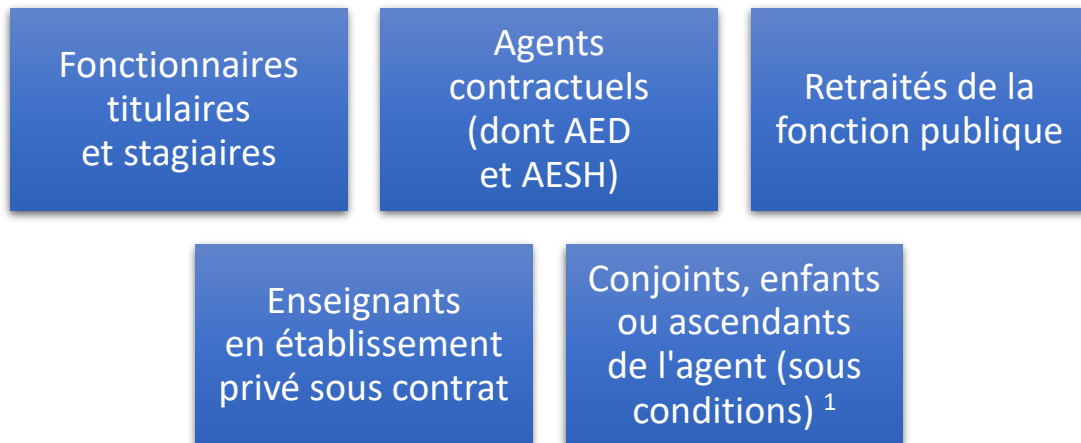 Fonctionnaires
titulaires
et stagiaires
Agents
contractuels
(dont AED
et AESH)
Retraités de la
fonction publique
Enseignants
en établissement
privé sous contrat
Conjoints, enfants
ou ascendants
de l'agent (sous
conditions) 1